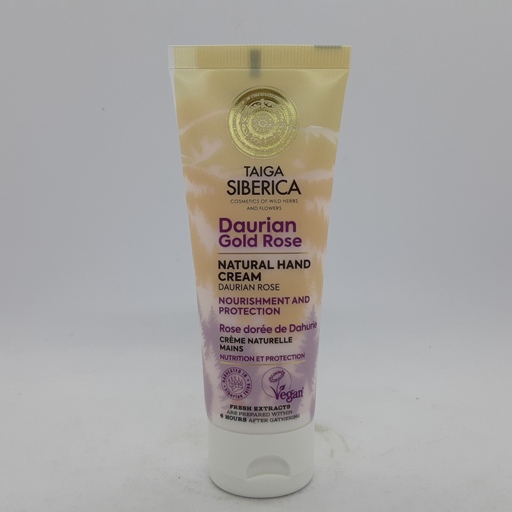 TAIGA
SIBERICA
COSMETICS OF WILD HERBS
AND FLOWERS
Daurian
Gold Rose
NATURAL HAND
CREAM
DAURIAN ROSE
NOURISHMENT AND
PROTECTION
Rose dorée de Dahurie
CRÈME NATURELLE
MAINS
NUTRITION ET PROTECTION
Vegan
FRESH EXTRACTS
ARE PREPARED WITHIN
HOURS AFTER GATHERING